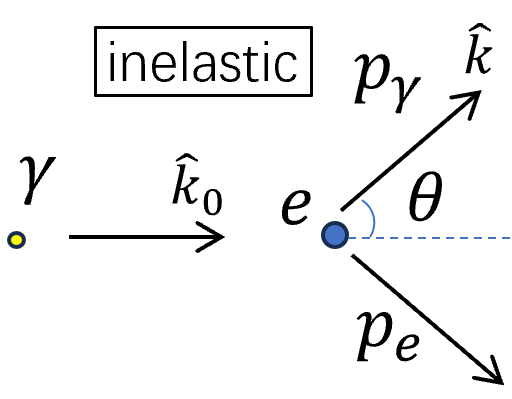 inelastic
p_γ
k̂
γ
k̂₀
e
θ
p_e